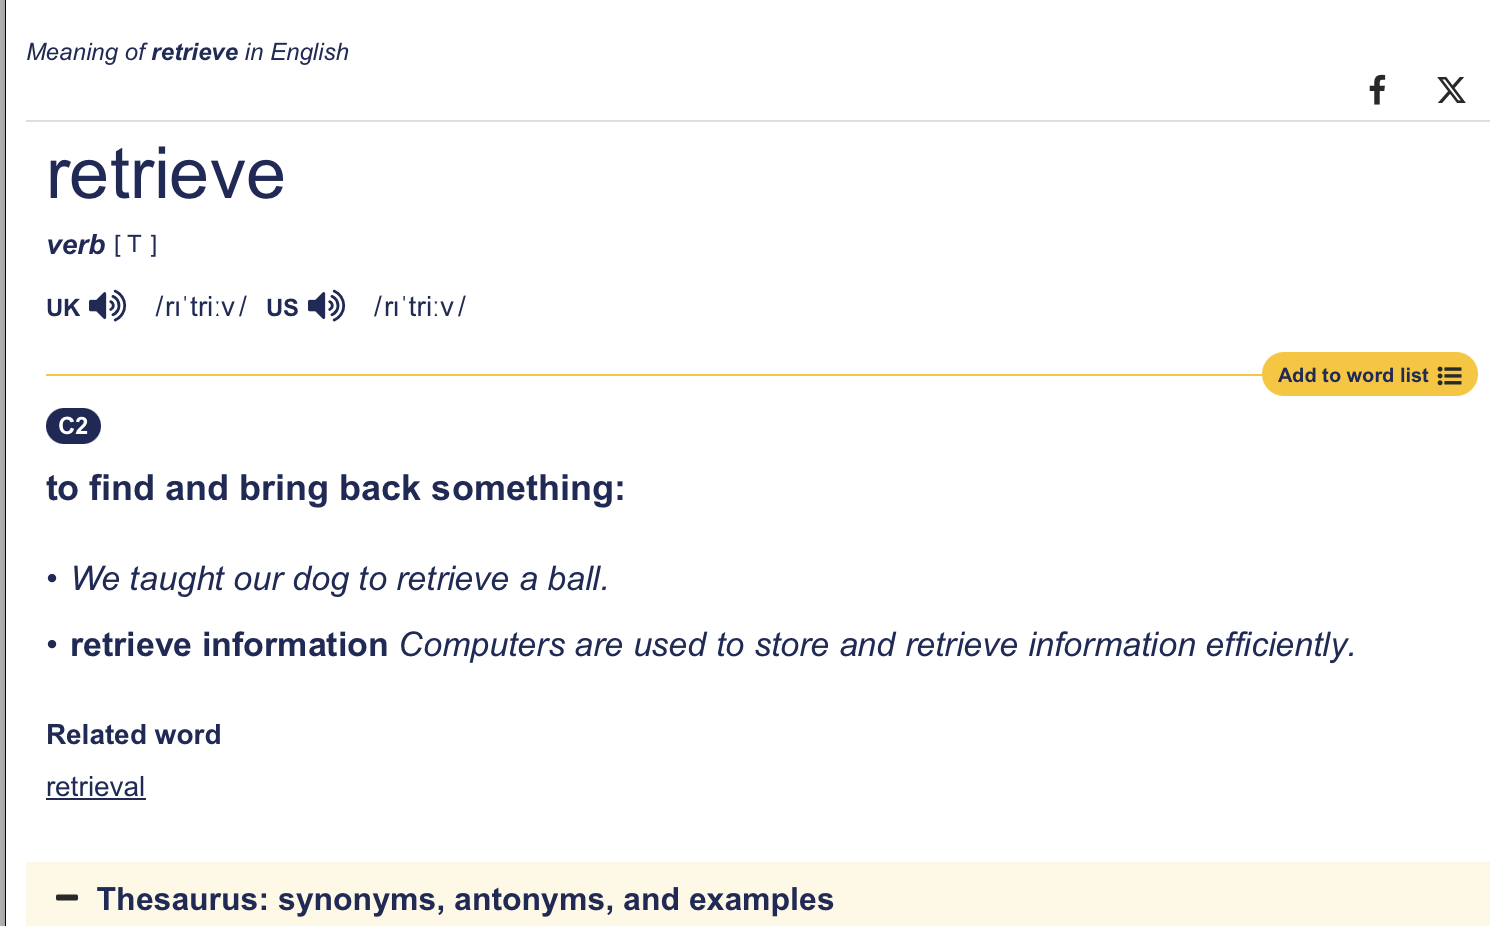 Meaning of retrieve in English
retrieve
verb [ T ]
UK /rɪˈtriːv/ US /rɪˈtriːv/
Add to word list
C2
to find and bring back something:
• We taught our dog to retrieve a ball.
• retrieve information Computers are used to store and retrieve information efficiently.
Related word
retrieval
Thesaurus: synonyms, antonyms, and examples